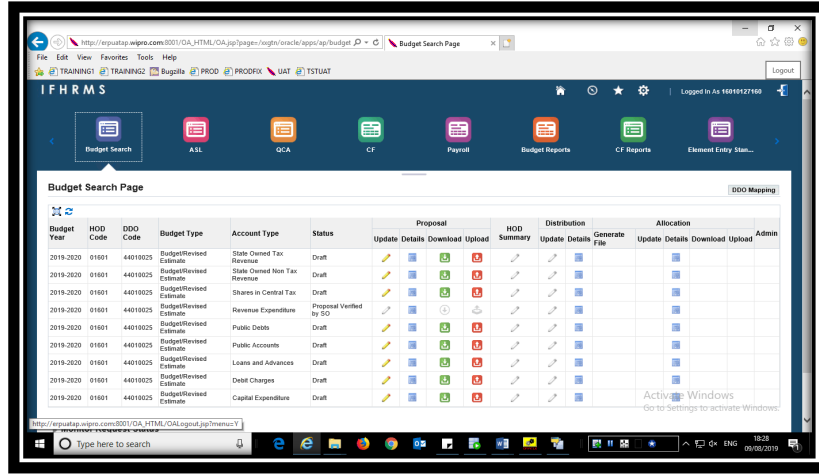 http://erpuatap.wipro.com:8001/OA_HTML/OA.jsp?page=/xxgtn/oracle/apps/ap/budget
Budget Search Page
File Edit View Favorites Tools Help
TRAINING1 TRAINING2 Bugzilla PROD PRODFIX UAT TSTUAT
Logout
IFHRMS
Logged In As 16010127160
Budget Search ASL QCA CF Payroll Budget Reports CF Reports Element Entry Stan...
Budget Search Page
DDO Mapping
Proposal Distribution Allocation
Budget Year HOD Code DDO Code Budget Type Account Type Status Update Details Download Upload HOD Summary Update Details Generate File Update Details Download Upload Admin
2019-2020 01601 44010025 Budget/Revised Estimate State Owned Tax Revenue Draft
2019-2020 01601 44010025 Budget/Revised Estimate State Owned Non Tax Revenue Draft
2019-2020 01601 44010025 Budget/Revised Estimate Shares in Central Tax Draft
2019-2020 01601 44010025 Budget/Revised Estimate Revenue Expenditure Proposal Verified by SO
2019-2020 01601 44010025 Budget/Revised Estimate Public Debts Draft
2019-2020 01601 44010025 Budget/Revised Estimate Public Accounts Draft
2019-2020 01601 44010025 Budget/Revised Estimate Loans and Advances Draft
2019-2020 01601 44010025 Budget/Revised Estimate Debit Charges Draft
2019-2020 01601 44010025 Budget/Revised Estimate Capital Expenditure Draft
Activate Windows
Go to Settings to activate Windows.
http://erpuatap.wipro.com:8001/OA_HTML/OALogout.jsp?menu=Y
Monitor Request Status
Type here to search
ENG
18:28
09/08/2019